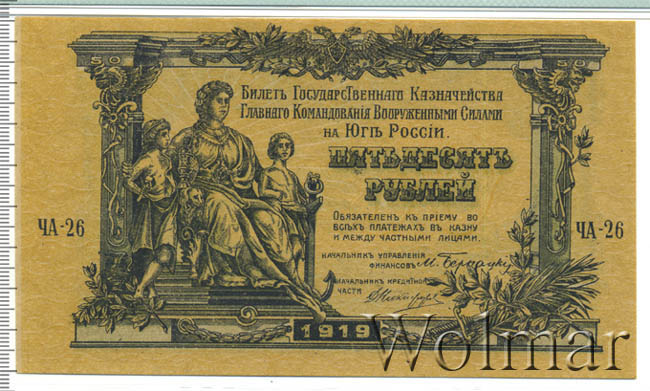 50 50
Билетъ Государственнаго Казначейства
Главнаго Командованія Вооруженными Силами
на Югѣ Россіи.
ПЯТЬДЕСЯТЪ
РУБЛЕЙ
ЧА-26 ЧА-26
Обязателенъ къ пріему во
всѣхъ платежахъ въ казну
и между частными лицами.
Начальникъ управленія
финансовъ
Начальникъ кредитной
части
1919
Wolmar